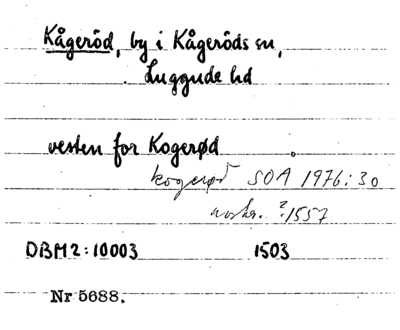 Kågeröd, by i Kågeröds sn,
Luggude hd
vesten for Kogerød
kogerød SOA 1976:30
avskr. ?1557
DBM2:10003 1503
Nr 5688.